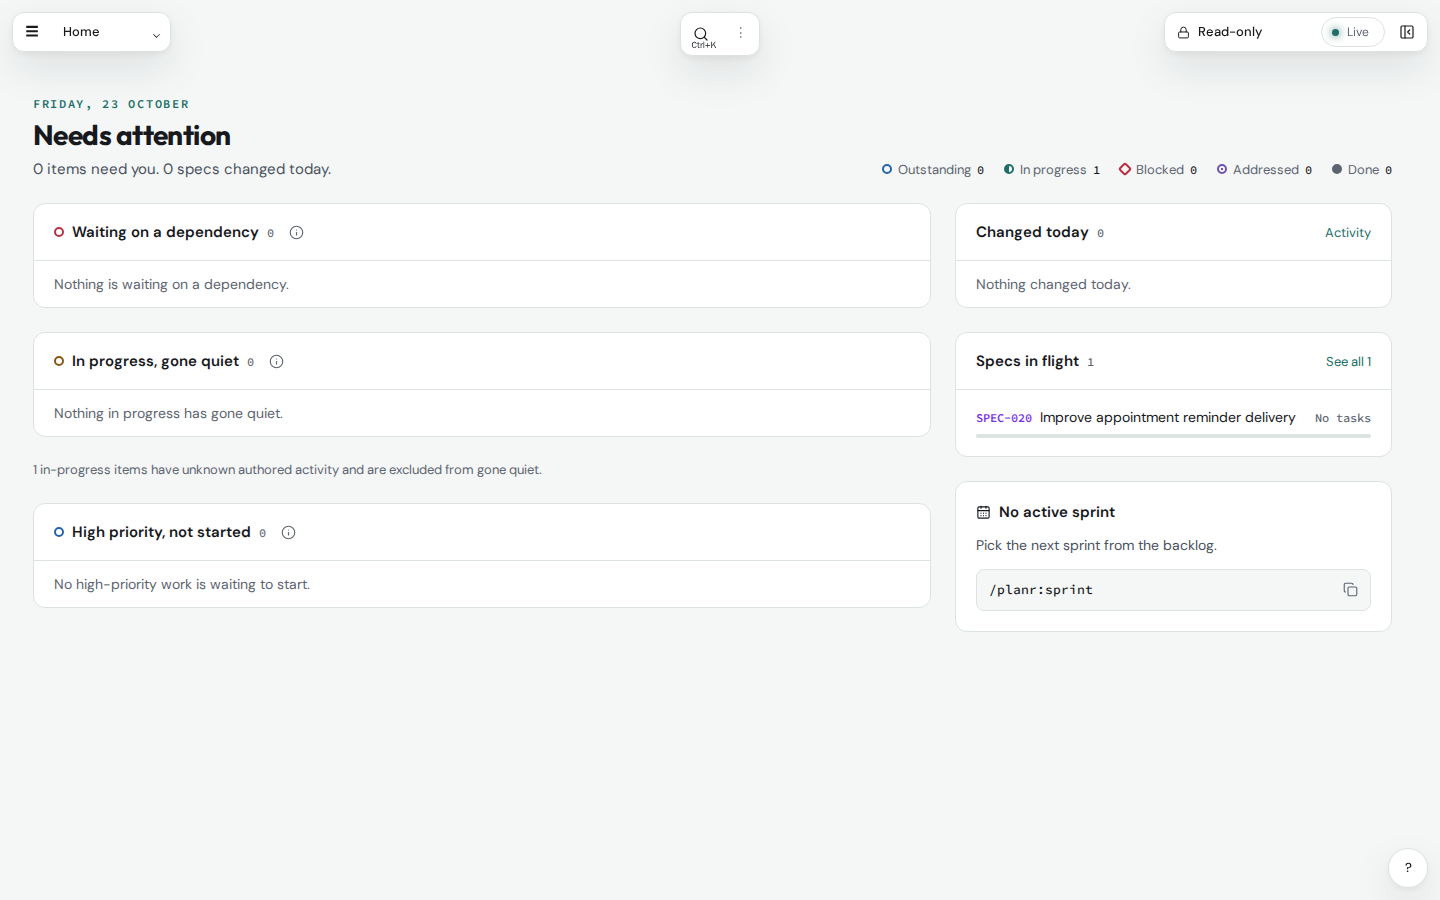 Home
Ctrl+K
Read-only
Live
FRIDAY, 23 OCTOBER
Needs attention
0 items need you. 0 specs changed today.
Outstanding 0
In progress 1
Blocked 0
Addressed 0
Done 0
Waiting on a dependency 0
Nothing is waiting on a dependency.
In progress, gone quiet 0
Nothing in progress has gone quiet.
1 in-progress items have unknown authored activity and are excluded from gone quiet.
High priority, not started 0
No high-priority work is waiting to start.
Changed today 0
Activity
Nothing changed today.
Specs in flight 1
See all 1
SPEC-020 Improve appointment reminder delivery
No tasks
No active sprint
Pick the next sprint from the backlog.
/planr:sprint
?